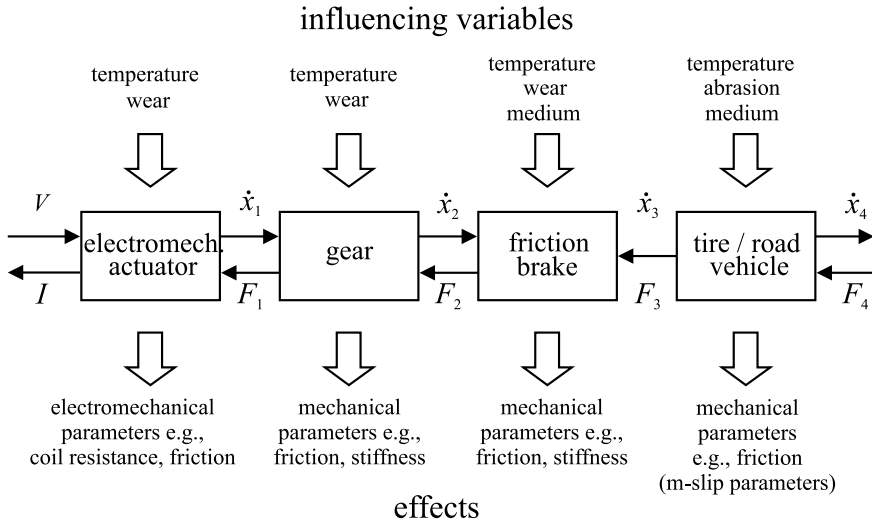 influencing variables
temperature
wear
temperature
wear
temperature
wear
medium
temperature
abrasion
medium
V
ẋ₁
ẋ₂
ẋ₃
ẋ₄
electromech.
actuator
gear
friction
brake
tire / road
vehicle
I
F₁
F₂
F₃
F₄
electromechanical
parameters e.g.,
coil resistance, friction
mechanical
parameters e.g.,
friction, stiffness
mechanical
parameters e.g.,
friction, stiffness
mechanical
parameters
e.g., friction
(m-slip parameters)
effects